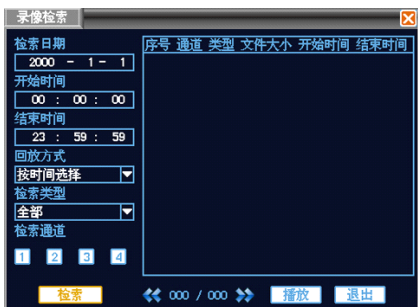 录像检索
检索日期
2000 - 1 - 1
开始时间
00 : 00 : 00
结束时间
23 : 59 : 59
回放方式
按时间选择
检索类型
全部
检索通道
1 2 3 4
检索
序号 通道 类型 文件大小 开始时间 结束时间
000 / 000 播放 退出